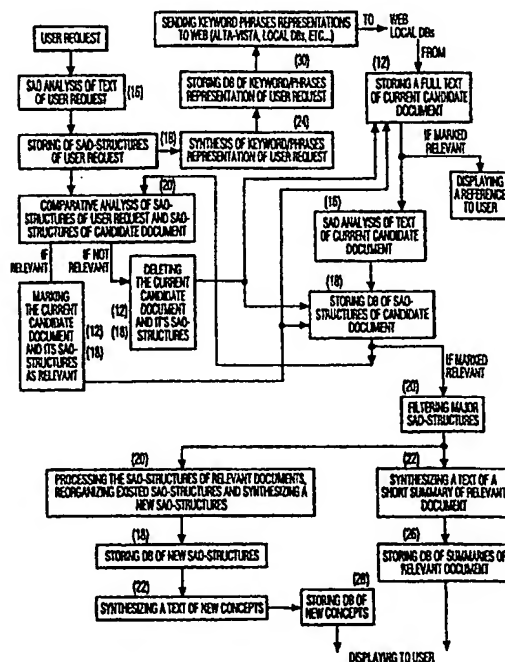 SENDING KEYWORD PHRASES REPRESENTATIONS
TO WEB (ALTA-VISTA, LOCAL DBs, ETC...)
TO
WEB
LOCAL DBs
FROM
USER REQUEST
(30)
STORING DB OF KEYWORD/PHRASES
REPRESENTATION OF USER REQUEST
(12)
STORING A FULL TEXT
OF CURRENT CANDIDATE
DOCUMENT
SAO ANALYSIS OF TEXT
OF USER REQUEST
(16)
(24)
STORING OF SAO-STRUCTURES
OF USER REQUEST
(18)
SYNTHESIS OF KEYWORD/PHRASES
REPRESENTATION OF USER REQUEST
IF MARKED
RELEVANT
DISPLAYING
A REFERENCE
TO USER
(20)
COMPARATIVE ANALYSIS OF SAO-
STRUCTURES OF USER REQUEST AND SAO-
STRUCTURES OF CANDIDATE DOCUMENT
(16)
SAO ANALYSIS OF TEXT
OF CURRENT CANDIDATE
DOCUMENT
IF
RELEVANT
IF NOT
RELEVANT
DELETING
THE CURRENT
CANDIDATE
DOCUMENT
AND IT'S SAO-
STRUCTURES
(12)
(18)
MARKING
THE CURRENT
CANDIDATE
DOCUMENT
AND ITS SAO-
STRUCTURES
AS RELEVANT
(12)
(18)
(18)
STORING DB OF SAO-
STRUCTURES OF CANDIDATE
DOCUMENT
IF MARKED
RELEVANT
(20)
FILTERING MAJOR
SAO-STRUCTURES
(20)
PROCESSING THE SAO-STRUCTURES OF RELEVANT DOCUMENTS,
REORGANIZING EXISTED SAO-STRUCTURES AND SYNTHESIZING A
NEW SAO-STRUCTURES
(22)
SYNTHESIZING A TEXT OF A
SHORT SUMMARY OF RELEVANT
DOCUMENT
(18)
STORING DB OF NEW SAO-STRUCTURES
(26)
STORING DB OF SUMMARIES OF
RELEVANT DOCUMENT
(22)
SYNTHESIZING A TEXT OF NEW CONCEPTS
(28)
STORING DB OF
NEW CONCEPTS
DISPLAYING TO USER